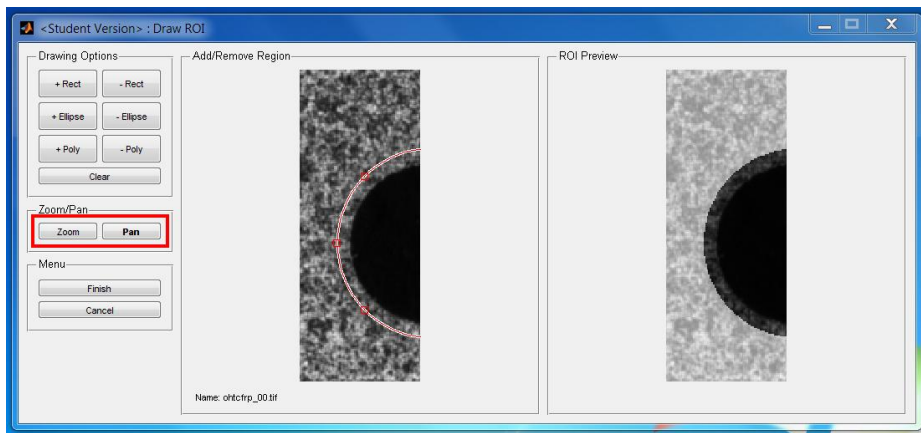 <Student Version> : Draw ROI
Drawing Options
+ Rect
- Rect
+ Ellipse
- Ellipse
+ Poly
- Poly
Clear
Zoom/Pan
Zoom
Pan
Menu
Finish
Cancel
Add/Remove Region
Name: ohtcfrp_00.tif
ROI Preview